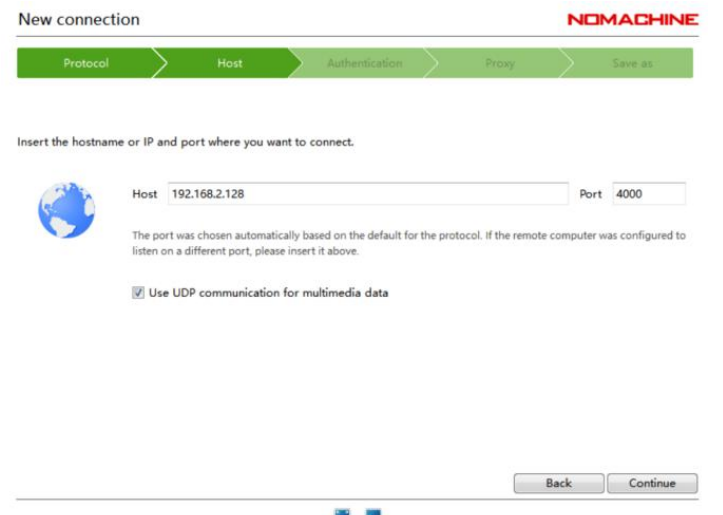 New connection
NOMACHINE
Protocol
Host
Authentication
Proxy
Save as
Insert the hostname or IP and port where you want to connect.
Host 192.168.2.128 Port 4000
The port was chosen automatically based on the default for the protocol. If the remote computer was configured to
listen on a different port, please insert it above.
Use UDP communication for multimedia data
Back
Continue